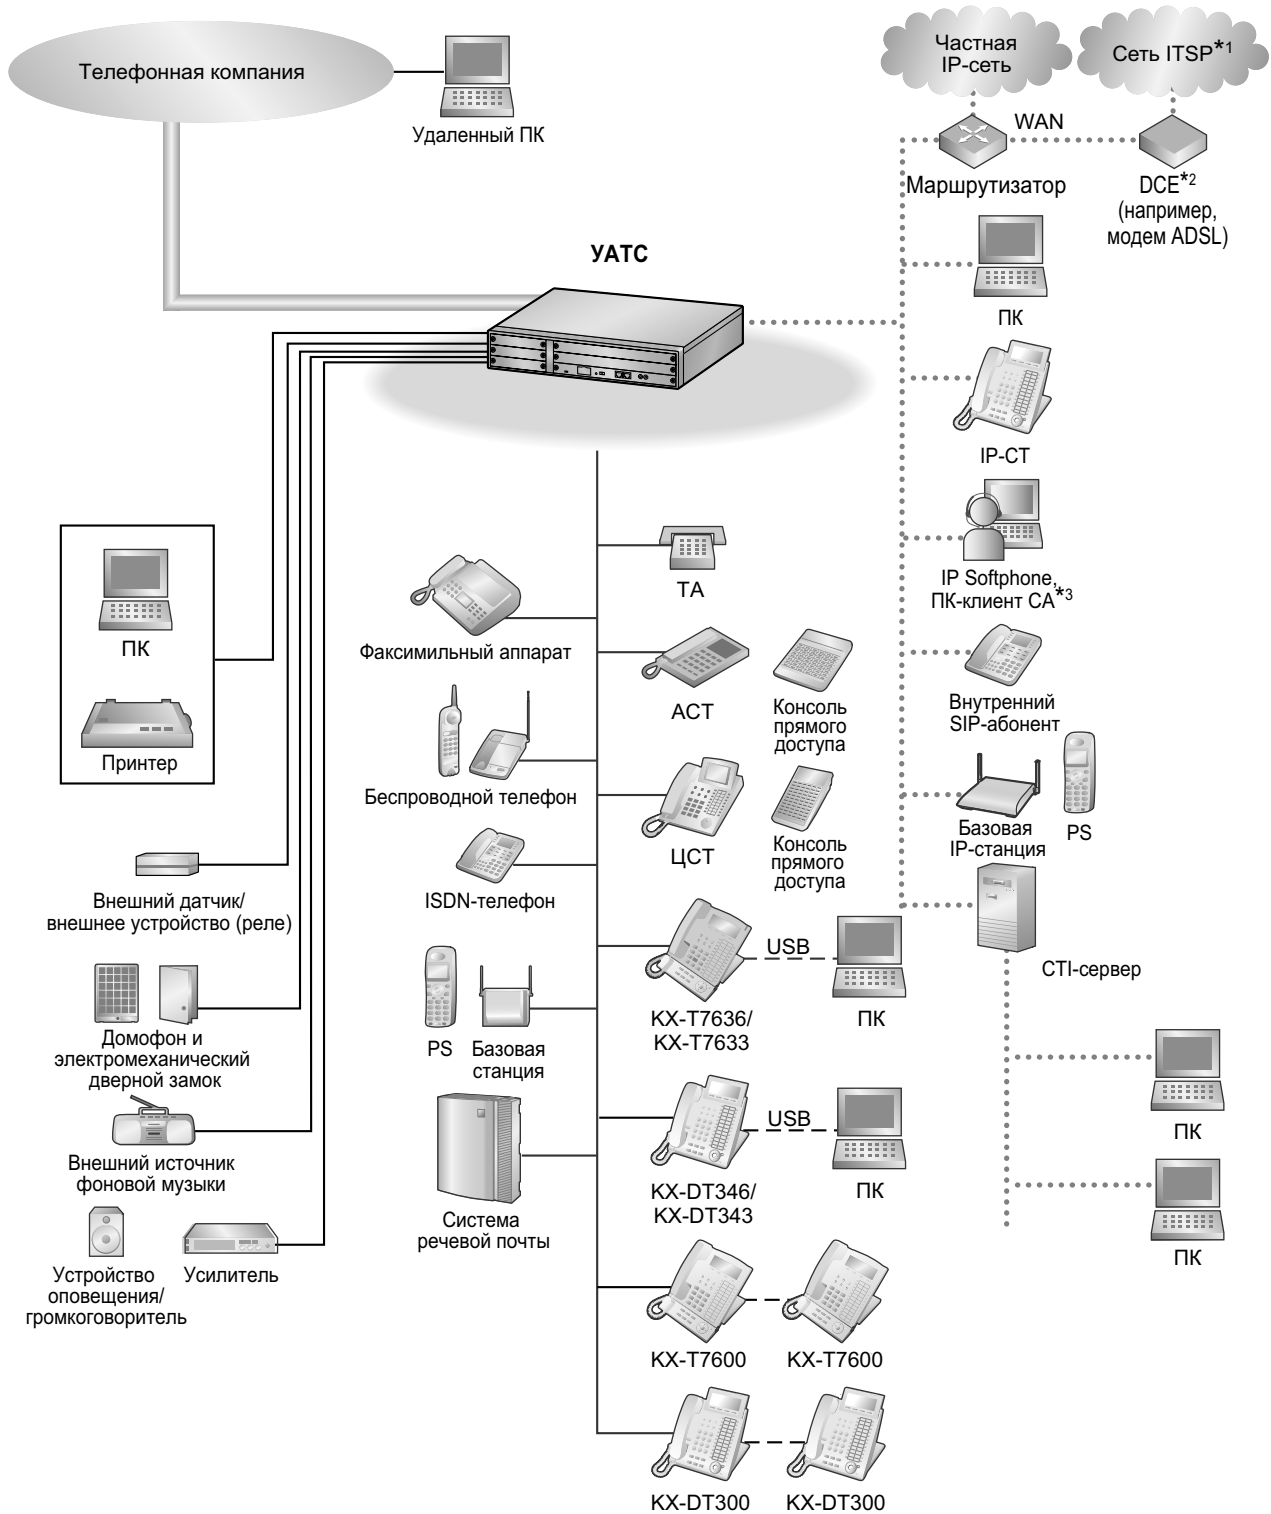 Телефонная компания
Удаленный ПК
Частная
IP-сеть
Сеть ITSP*1
WAN
Маршрутизатор
DCE*2
(например,
модем ADSL)
УАТС
ПК
IP-СТ
IP Softphone,
ПК-клиент CA*3
Внутренний
SIP-абонент
Базовая
IP-станция
PS
CTI-сервер
ПК
ПК
ПК
Принтер
Внешний датчик/
внешнее устройство (реле)
Домофон и
электромеханический
дверной замок
Внешний источник
фоновой музыки
Устройство
оповещения/
громкоговоритель
Усилитель
Факсимильный аппарат
Беспроводной телефон
ISDN-телефон
PS
Базовая
станция
Система
речевой почты
ТА
АСТ
Консоль
прямого
доступа
ЦСТ
Консоль
прямого
доступа
USB
KX-T7636/
KX-T7633
ПК
USB
KX-DT346/
KX-DT343
ПК
KX-T7600
KX-T7600
KX-DT300
KX-DT300